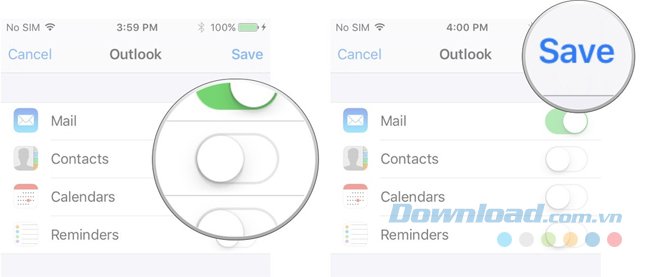 No SIM 3:59 PM 100%
Cancel Outlook Save
Mail
Contacts
Calendars
Reminders
No SIM 4:00 PM
Cancel Outlook Save
Mail
Contacts
Calendars
Reminders
Download.com.vn